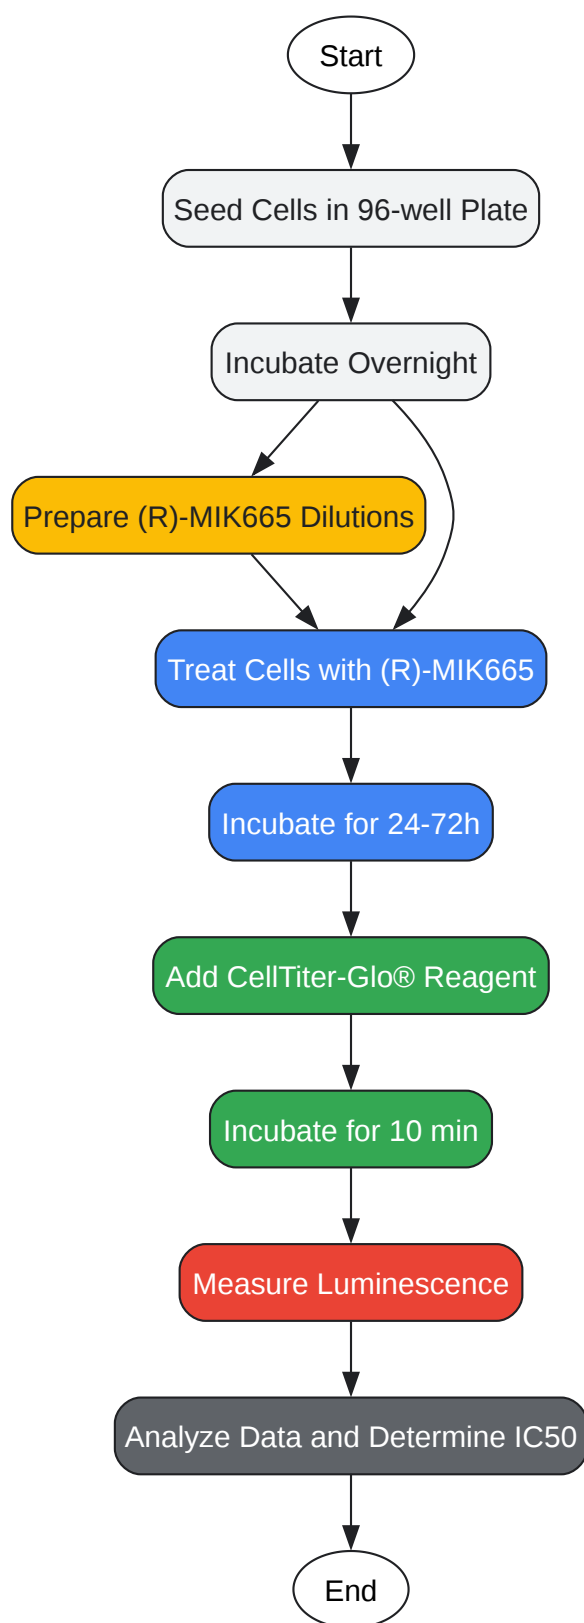 Start
Seed Cells in 96-well Plate
Incubate Overnight
Prepare (R)-MIK665 Dilutions
Treat Cells with (R)-MIK665
Incubate for 24-72h
Add CellTiter-Glo® Reagent
Incubate for 10 min
Measure Luminescence
Analyze Data and Determine IC50
End